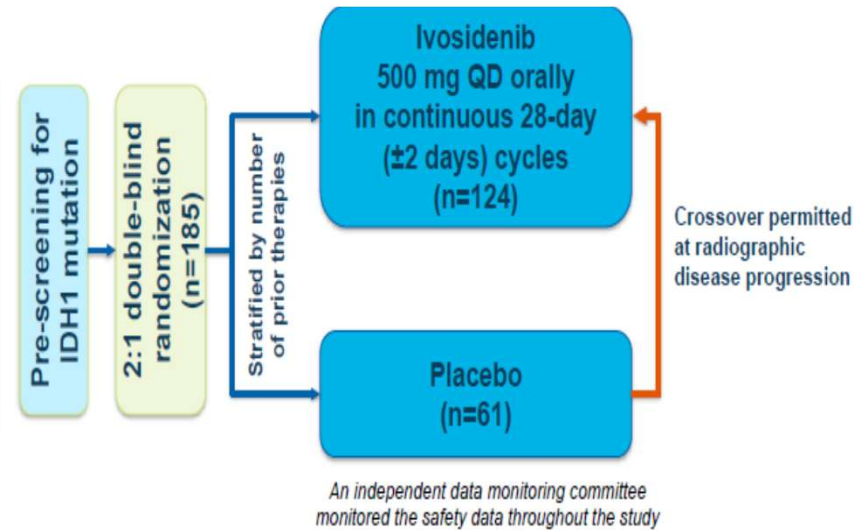 Pre-screening for
IDH1 mutation
2:1 double-blind
randomization
(n=185)
Stratified by number
of prior therapies
Ivosidenib
500 mg QD orally
in continuous 28-day
(±2 days) cycles
(n=124)
Placebo
(n=61)
Crossover permitted
at radiographic
disease progression
An independent data monitoring committee
monitored the safety data throughout the study